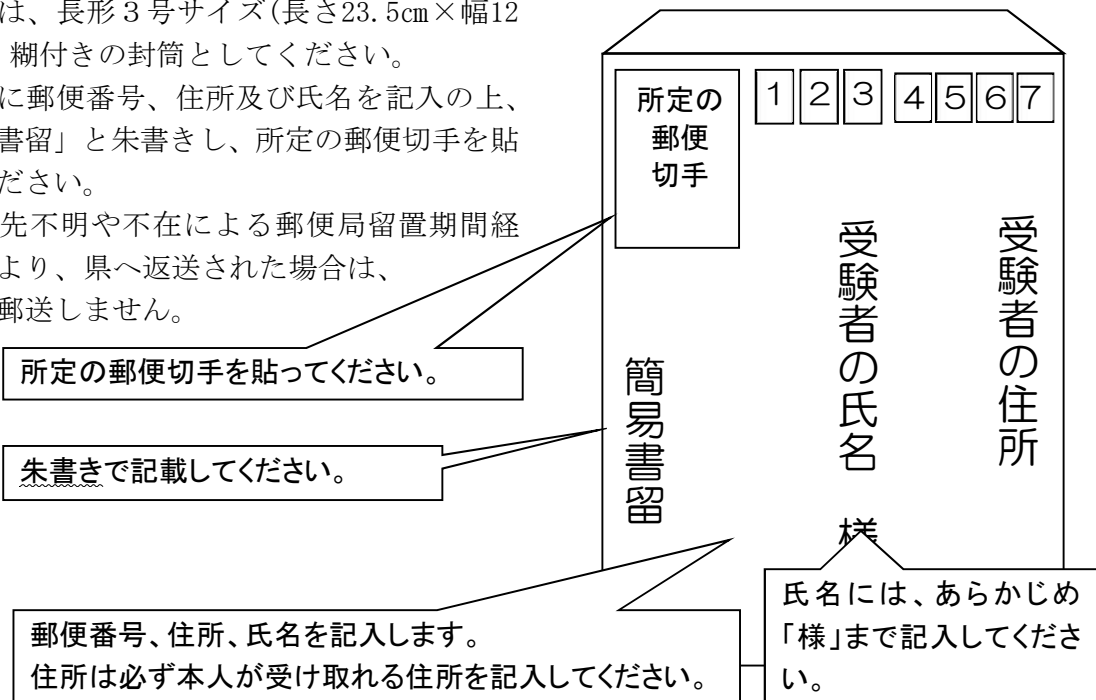 は、長形３号サイズ(長さ23.5㎝×幅12
糊付きの封筒としてください。
に郵便番号、住所及び氏名を記入の上、
書留」と朱書きし、所定の郵便切手を貼
ださい。
先不明や不在による郵便局留置期間経
より、県へ返送された場合は、
郵送しません。
所定の郵便切手を貼ってください。
朱書きで記載してください。
郵便番号、住所、氏名を記入します。
住所は必ず本人が受け取れる住所を記入してください。
所定の
郵便
切手
１２３４５６７
受験者の住所
受験者の氏名 様
簡易書留
氏名には、あらかじめ
「様」まで記入してくださ
い。